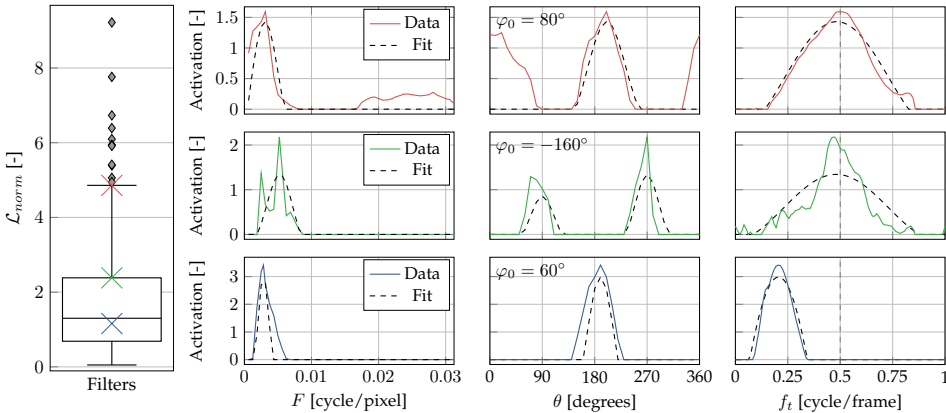 ℒnorm [-]
8
6
4
2
0
Filters
Activation [-]
1.5
1
0.5
0
Data
Fit
φ₀ = 80°
Activation [-]
2
1
0
Data
Fit
φ₀ = −160°
Activation [-]
3
2
1
0
Data
Fit
φ₀ = 60°
0 0.01 0.02 0.03
F [cycle/pixel]
0 90 180 270 360
θ [degrees]
0 0.25 0.5 0.75 1
fₜ [cycle/frame]